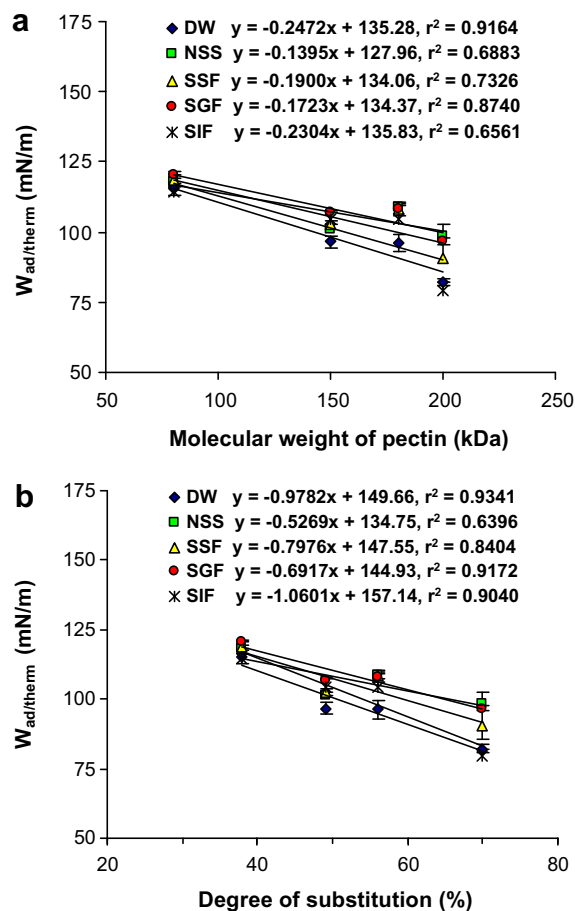 a
175
150
125
100
75
50
W_ad/therm (mN/m)
DW y = -0.2472x + 135.28, r² = 0.9164
NSS y = -0.1395x + 127.96, r² = 0.6883
SSF y = -0.1900x + 134.06, r² = 0.7326
SGF y = -0.1723x + 134.37, r² = 0.8740
SIF y = -0.2304x + 135.83, r² = 0.6561
50 100 150 200 250
Molecular weight of pectin (kDa)
b
175
150
125
100
75
50
W_ad/therm (mN/m)
DW y = -0.9782x + 149.66, r² = 0.9341
NSS y = -0.5269x + 134.75, r² = 0.6396
SSF y = -0.7976x + 147.55, r² = 0.8404
SGF y = -0.6917x + 144.93, r² = 0.9172
SIF y = -1.0601x + 157.14, r² = 0.9040
20 40 60 80
Degree of substitution (%)